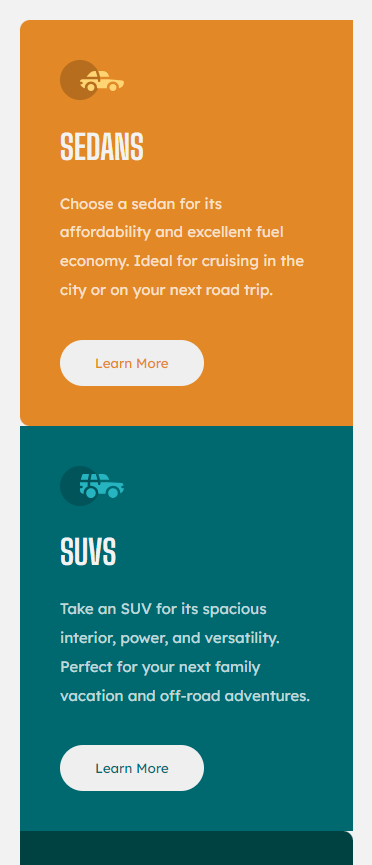 SEDANS
Choose a sedan for its
affordability and excellent fuel
economy. Ideal for cruising in the
city or on your next road trip.
Learn More
SUVS
Take an SUV for its spacious
interior, power, and versatility.
Perfect for your next family
vacation and off-road adventures.
Learn More